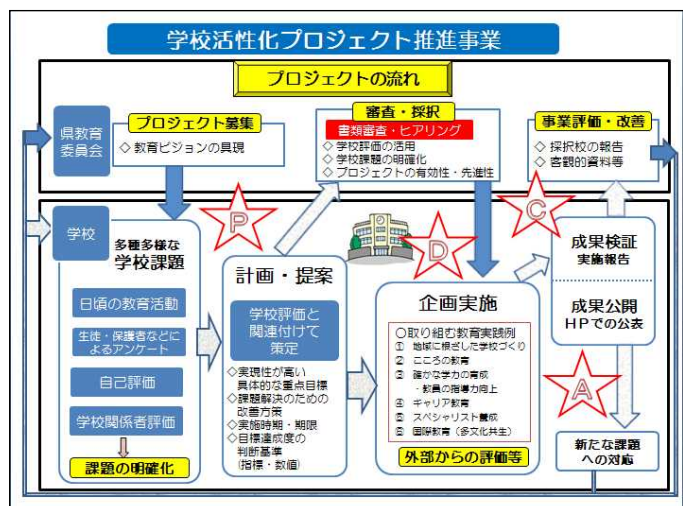 学校活性化プロジェクト推進事業
プロジェクトの流れ
県教育
委員会
プロジェクト募集
◇教育ビジョンの具現
審査・採択
書類審査・ヒアリング
◇学校評価の活用
◇学校課題の明確化
◇プロジェクトの有効性・先進性
事業評価・改善
◇採択校の報告
◇客観的資料等
学校
多種多様な
学校課題
日頃の教育活動
生徒・保護者などに
よるアンケート
自己評価
学校関係者評価
課題の明確化
P
計画・提案
学校評価と
関連付けて
策定
◇実現性が高い
具体的な重点目標
◇課題解決のための
改善方策
◇実施時期・期限
◇目標達成度の
判断基準
(指標・数値)
D
企画実施
○取り組む教育実践例
① 地域に根ざした学校づくり
② こころの教育
③ 確かな学力の育成
・教員の指導力向上
④ キャリア教育
⑤ スペシャリスト養成
⑥ 国際教育(多文化共生)
外部からの評価等
C
成果検証
実施報告
成果公開
HPでの公表
A
新たな課題
への対応